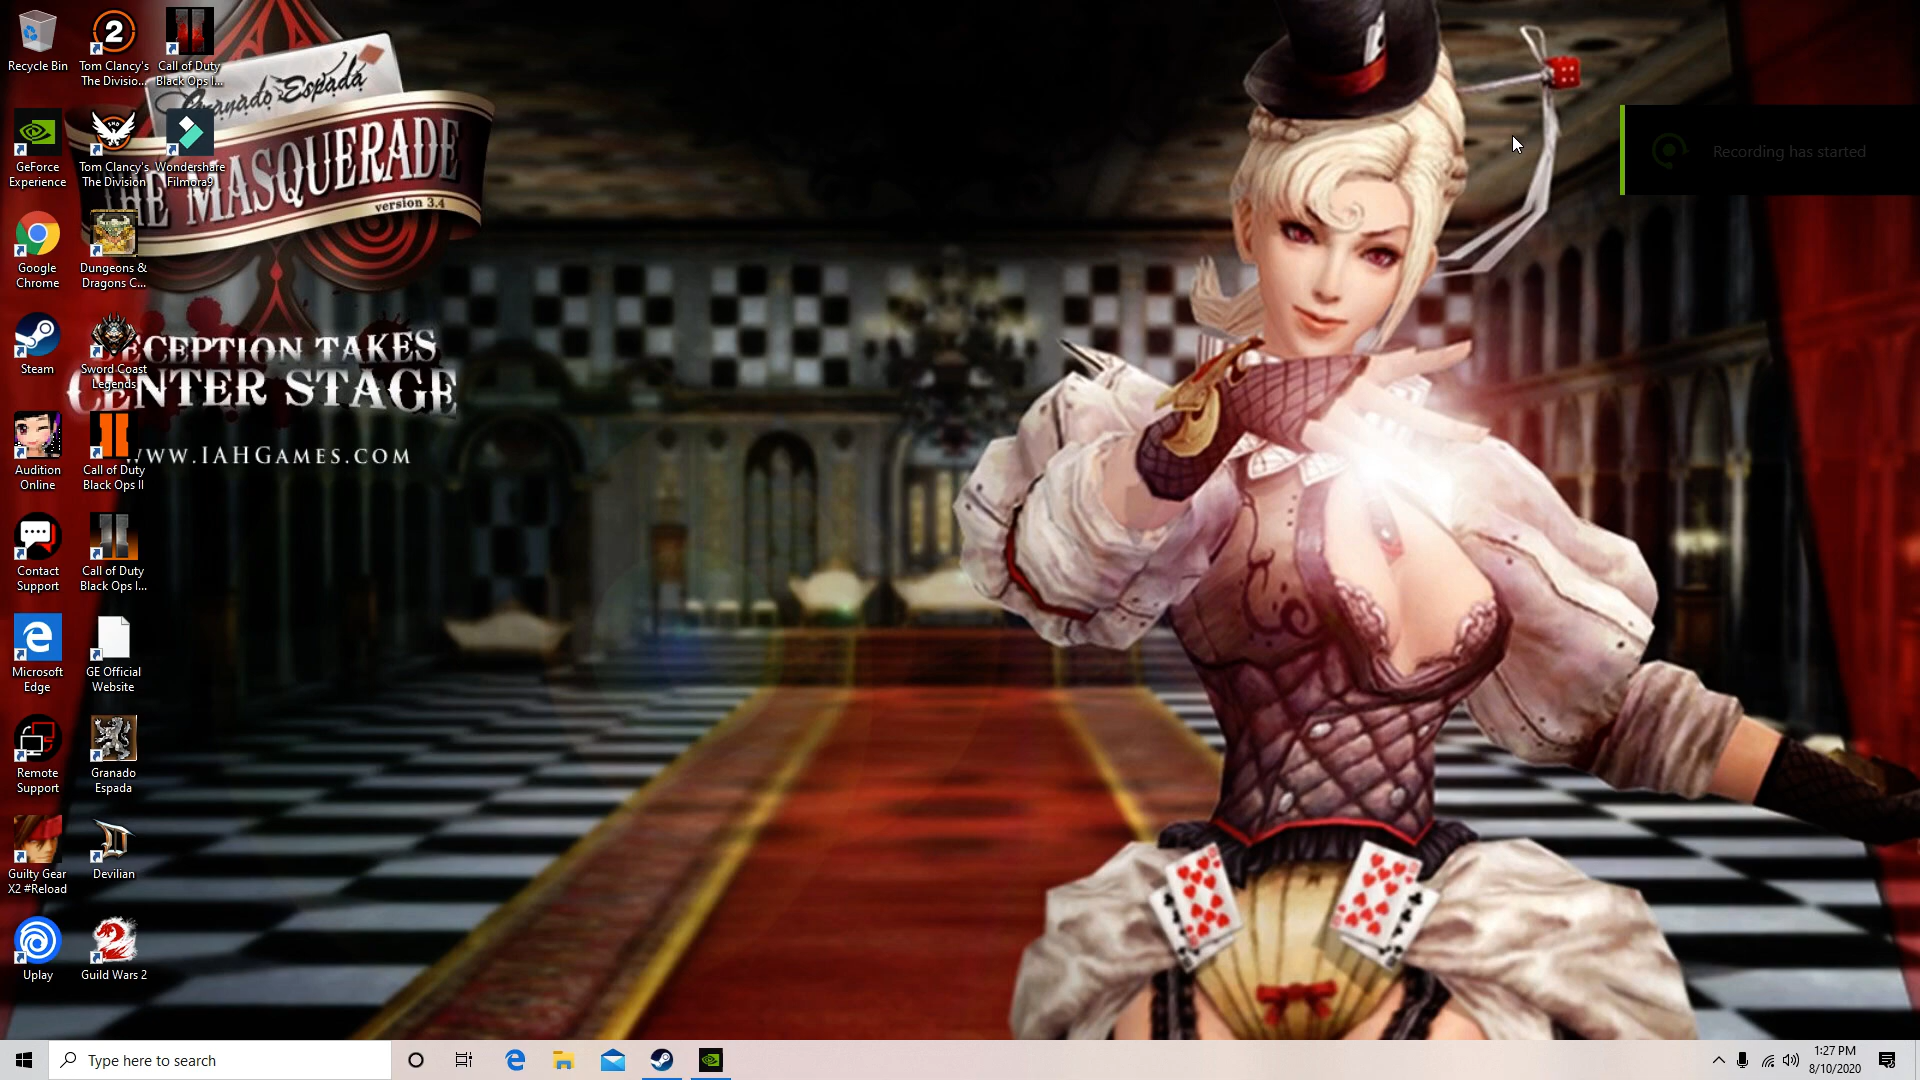 Recycle Bin
Tom Clancy's
The Divisio...
Call of Duty
Black Ops I...
GeForce
Experience
Tom Clancy's
The Division
Wondershare
Filmora9
Google
Chrome
Dungeons &
Dragons C...
Steam
Sword Coast
Legends
Audition
Online
Call of Duty
Black Ops II
Contact
Support
Call of Duty
Black Ops I...
Microsoft
Edge
GE Official
Website
Remote
Support
Granado
Espada
Guilty Gear
X2 #Reload
Devilian
Uplay
Guild Wars 2
Granado Espada
THE MASQUERADE
version 3.4
DECEPTION TAKES
CENTER STAGE
www.IAHGames.com
Recording has started
Type here to search
1:27 PM
8/10/2020